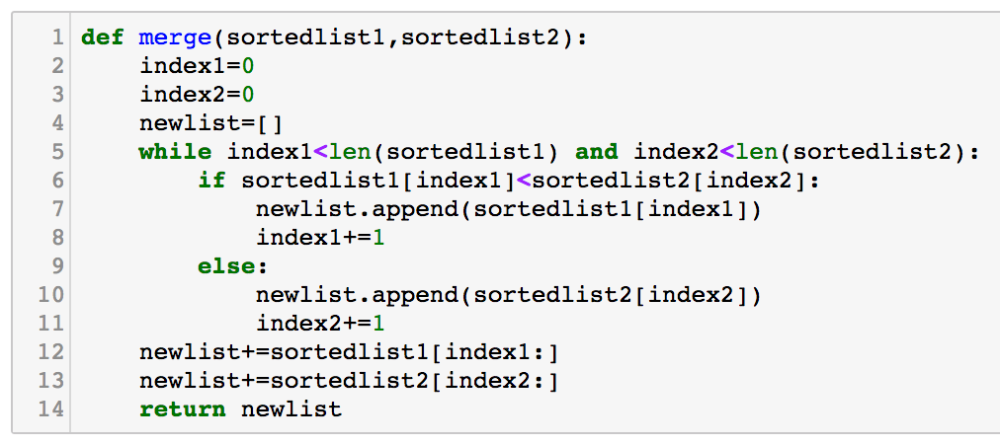 1 def merge(sortedlist1,sortedlist2):
2     index1=0
3     index2=0
4     newlist=[]
5     while index1<len(sortedlist1) and index2<len(sortedlist2):
6         if sortedlist1[index1]<sortedlist2[index2]:
7             newlist.append(sortedlist1[index1])
8             index1+=1
9         else:
10             newlist.append(sortedlist2[index2])
11             index2+=1
12     newlist+=sortedlist1[index1:]
13     newlist+=sortedlist2[index2:]
14     return newlist